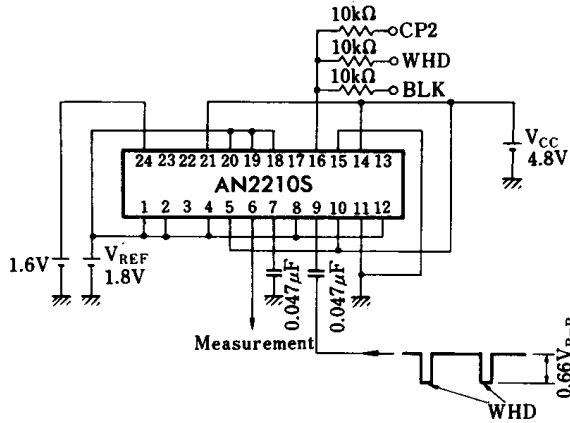 10kΩ
CP2
10kΩ
WHD
10kΩ
BLK
24 23 22 21 20 19 18 17 16 15 14 13
AN2210S
1 2 3 4 5 6 7 8 9 10 11 12
VCC
4.8V
1.6V
VREF
1.8V
0.047μF
0.047μF
Measurement
0.66VP-P
WHD